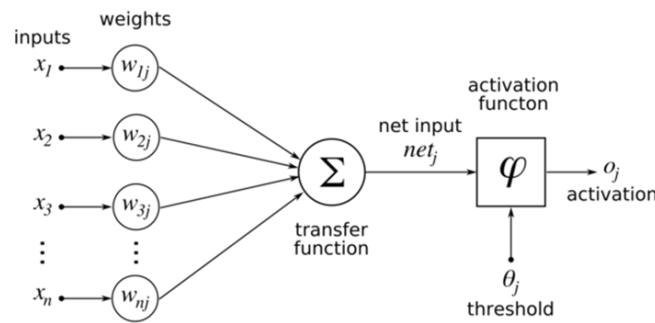 inputs
weights
x1
w1j
x2
w2j
x3
w3j
xn
wnj
Σ
transfer
function
net input
netj
activation
functon
φ
oj
activation
θj
threshold